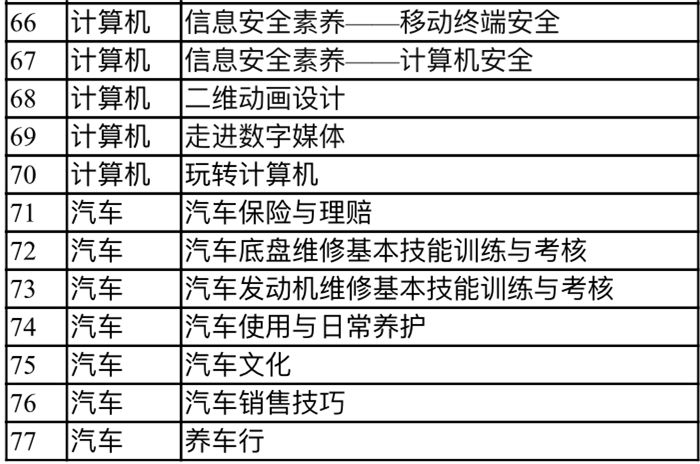 66 计算机 信息安全素养——移动终端安全
67 计算机 信息安全素养——计算机安全
68 计算机 二维动画设计
69 计算机 走进数字媒体
70 计算机 玩转计算机
71 汽车 汽车保险与理赔
72 汽车 汽车底盘维修基本技能训练与考核
73 汽车 汽车发动机维修基本技能训练与考核
74 汽车 汽车使用与日常养护
75 汽车 汽车文化
76 汽车 汽车销售技巧
77 汽车 养车行